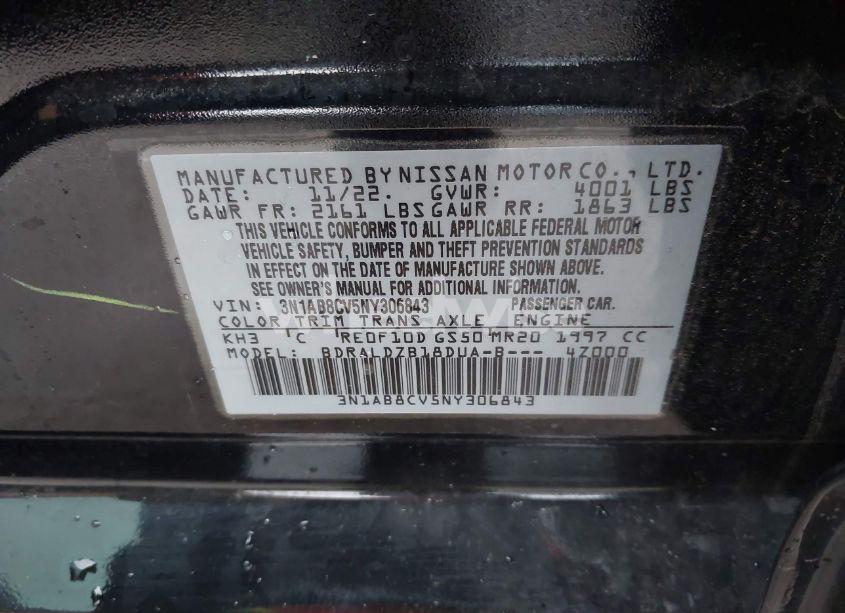 MANUFACTURED BY NISSAN MOTOR CO., LTD.
DATE: 11/22. GVWR: 4001 LBS
GAWR FR: 2161 LBS GAWR RR: 1863 LBS
THIS VEHICLE CONFORMS TO ALL APPLICABLE FEDERAL MOTOR
VEHICLE SAFETY, BUMPER AND THEFT PREVENTION STANDARDS
IN EFFECT ON THE DATE OF MANUFACTURE SHOWN ABOVE.
SEE OWNER'S MANUAL FOR ADDITIONAL INFORMATION.
VIN: 3N1AB8CV5NY306843 PASSENGER CAR.
COLOR TRIM TRANS AXLE ENGINE
KH3 C RE0F10D GS50 MR20 1997 CC
MODEL: BDRALDZB18DUA-B--- 4Z000
3N1AB8CV5NY306843